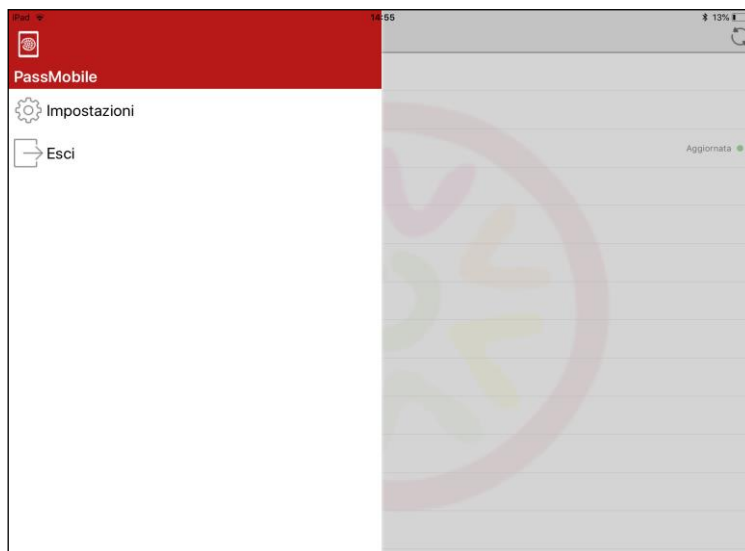 iPad 14:55 13%
PassMobile
Impostazioni
Esci
Aggiornata